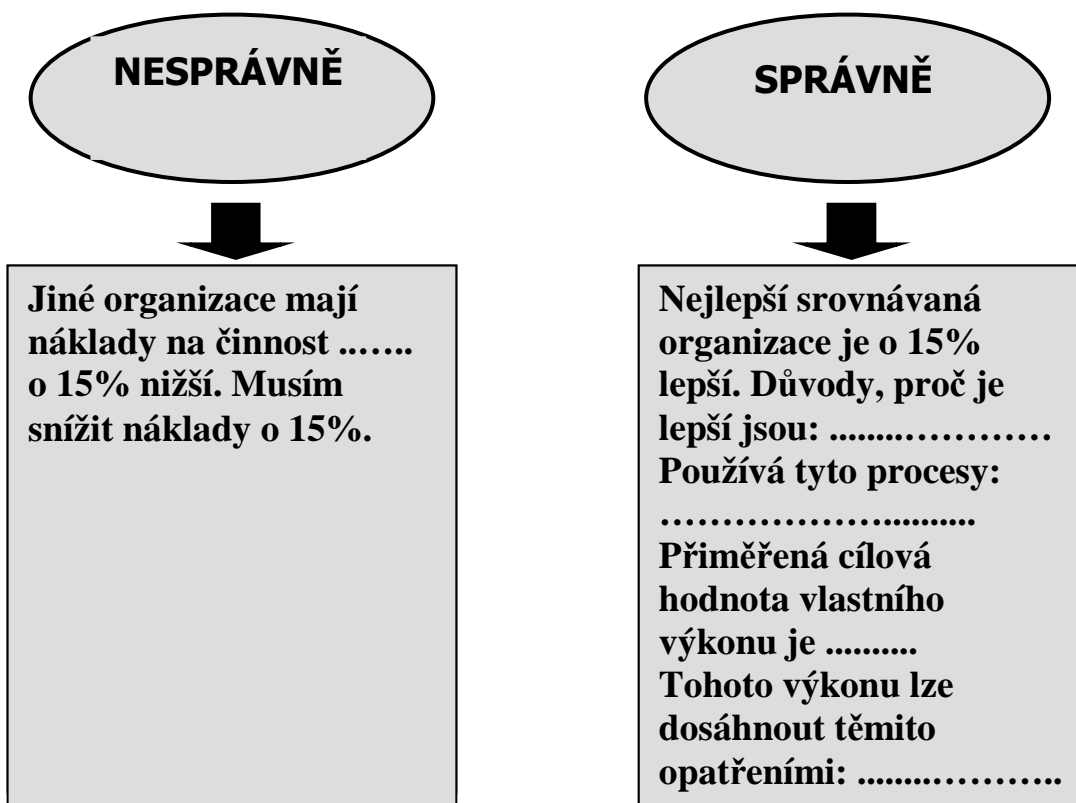 NESPRÁVNĚ
Jiné organizace mají
náklady na činnost ..…..
o 15% nižší. Musím
snížit náklady o 15%.
SPRÁVNĚ
Nejlepší srovnávaná
organizace je o 15%
lepší. Důvody, proč je
lepší jsou: ........…………
Používá tyto procesy:
…………………..........
Přiměřená cílová
hodnota vlastního
výkonu je ..........
Tohoto výkonu lze
dosáhnout těmito
opatřeními: ........………..